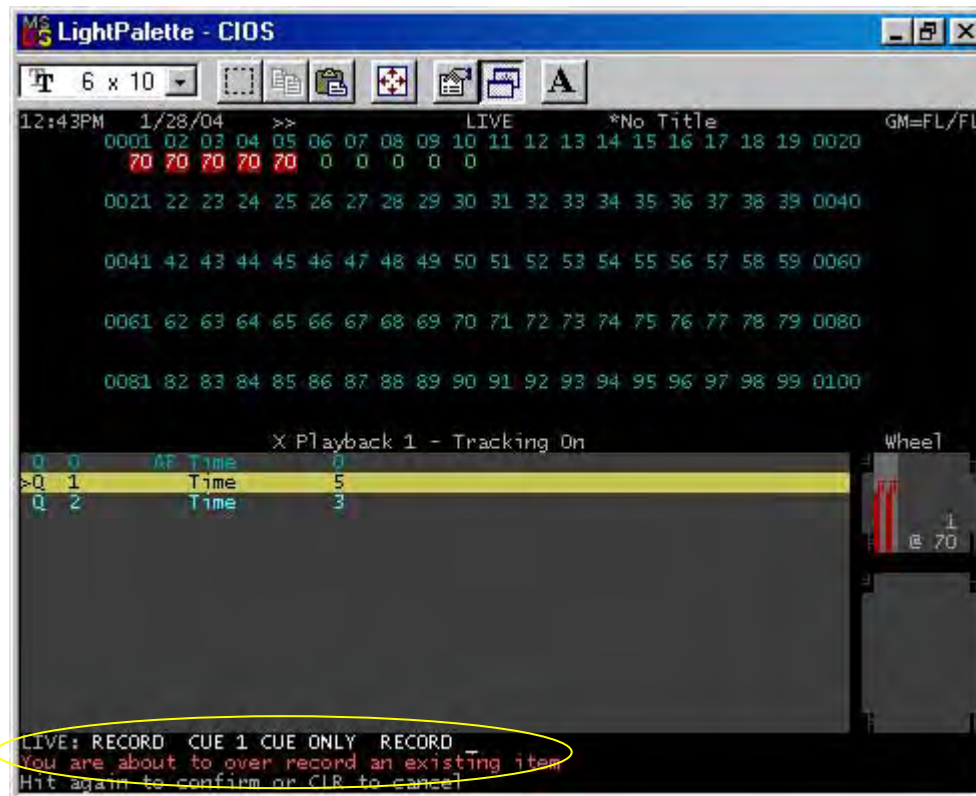 LightPalette - CIOS
6 x 10
A
12:43PM 1/28/04 >> LIVE *No Title GM=FL/FL
0001 02 03 04 05 06 07 08 09 10 11 12 13 14 15 16 17 18 19 0020
70 70 70 70 70 0 0 0 0 0
0021 22 23 24 25 26 27 28 29 30 31 32 33 34 35 36 37 38 39 0040
0041 42 43 44 45 46 47 48 49 50 51 52 53 54 55 56 57 58 59 0060
0061 62 63 64 65 66 67 68 69 70 71 72 73 74 75 76 77 78 79 0080
0081 82 83 84 85 86 87 88 89 90 91 92 93 94 95 96 97 98 99 0100
X Playback 1 - Tracking On Wheel
Q 0 AF Time 0
>Q 1 Time 5
Q 2 Time 3
1
@ 70
LIVE: RECORD CUE 1 CUE ONLY RECORD _
You are about to over record an existing item
Hit again to confirm or CLR to cancel